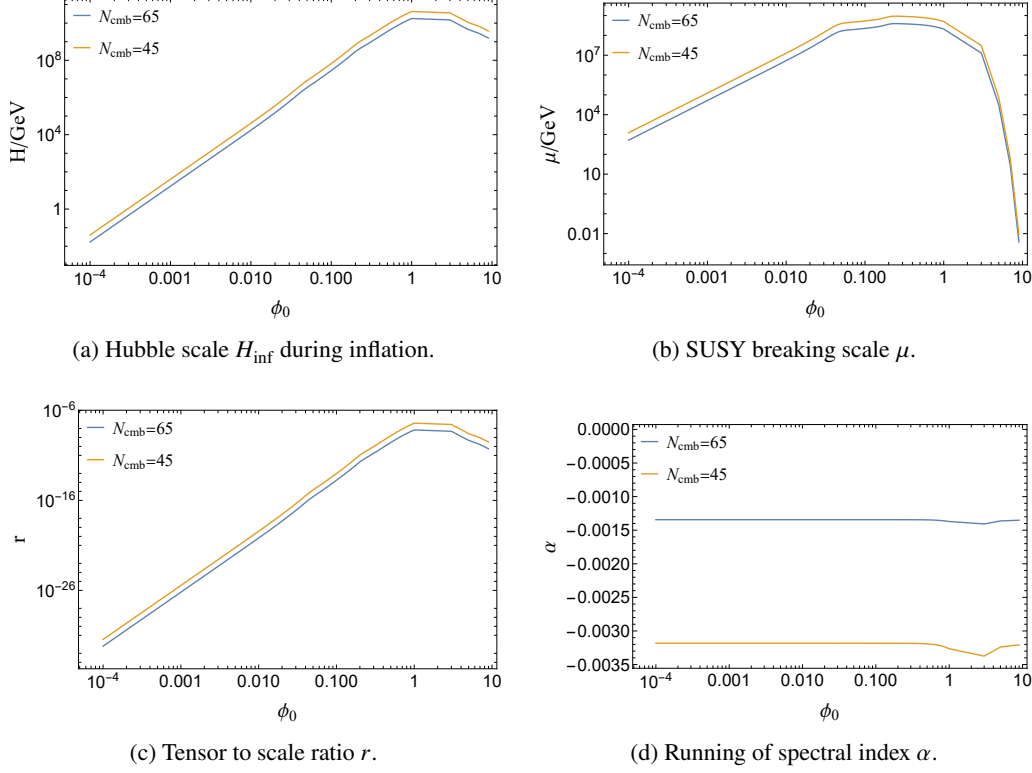 N_cmb=65
N_cmb=45
H/GeV
10^8
10^4
1
10^-4 0.001 0.010 0.100 1 10
ϕ_0
(a) Hubble scale H_inf during inflation.
N_cmb=65
N_cmb=45
μ/GeV
10^7
10^4
10
0.01
10^-4 0.001 0.010 0.100 1 10
ϕ_0
(b) SUSY breaking scale μ.
N_cmb=65
N_cmb=45
r
10^-6
10^-16
10^-26
10^-4 0.001 0.010 0.100 1 10
ϕ_0
(c) Tensor to scale ratio r.
N_cmb=65
N_cmb=45
α
0.0000
-0.0005
-0.0010
-0.0015
-0.0020
-0.0025
-0.0030
-0.0035
10^-4 0.001 0.010 0.100 1 10
ϕ_0
(d) Running of spectral index α.